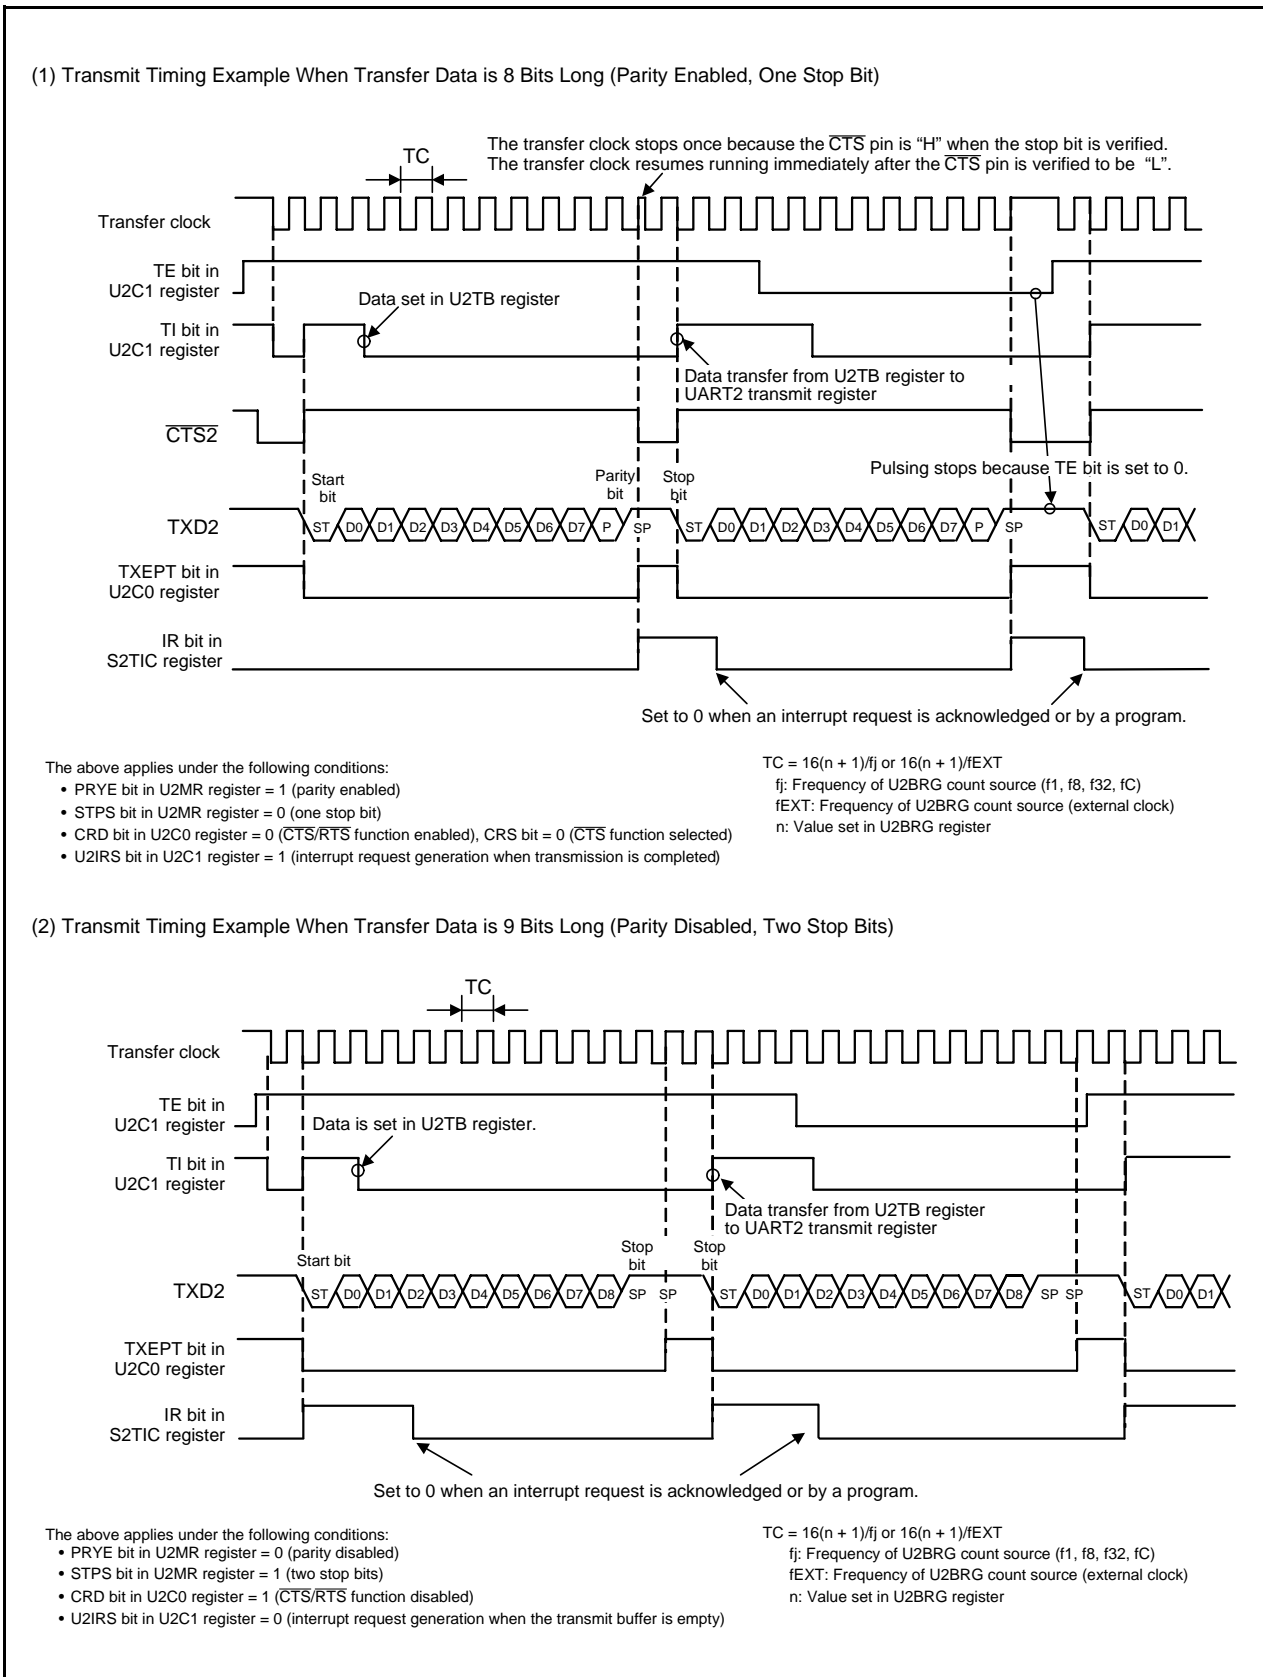 (1) Transmit Timing Example When Transfer Data is 8 Bits Long (Parity Enabled, One Stop Bit)
The transfer clock stops once because the CTS pin is “H” when the stop bit is verified.
The transfer clock resumes running immediately after the CTS pin is verified to be “L”.
TC
Transfer clock
TE bit in
U2C1 register
Data set in U2TB register
TI bit in
U2C1 register
Data transfer from U2TB register to
UART2 transmit register
CTS2
Pulsing stops because TE bit is set to 0.
Start
bit
Parity
bit
Stop
bit
TXD2
ST D0 D1 D2 D3 D4 D5 D6 D7 P SP ST D0 D1 D2 D3 D4 D5 D6 D7 P SP ST D0 D1
TXEPT bit in
U2C0 register
IR bit in
S2TIC register
Set to 0 when an interrupt request is acknowledged or by a program.
The above applies under the following conditions:
• PRYE bit in U2MR register = 1 (parity enabled)
• STPS bit in U2MR register = 0 (one stop bit)
• CRD bit in U2C0 register = 0 (CTS/RTS function enabled), CRS bit = 0 (CTS function selected)
• U2IRS bit in U2C1 register = 1 (interrupt request generation when transmission is completed)
TC = 16(n + 1)/fj or 16(n + 1)/fEXT
fj: Frequency of U2BRG count source (f1, f8, f32, fC)
fEXT: Frequency of U2BRG count source (external clock)
n: Value set in U2BRG register
(2) Transmit Timing Example When Transfer Data is 9 Bits Long (Parity Disabled, Two Stop Bits)
TC
Transfer clock
TE bit in
U2C1 register
Data is set in U2TB register.
TI bit in
U2C1 register
Data transfer from U2TB register
to UART2 transmit register
Start bit
Stop
bit
Stop
bit
TXD2
ST D0 D1 D2 D3 D4 D5 D6 D7 D8 SP SP ST D0 D1 D2 D3 D4 D5 D6 D7 D8 SP SP ST D0 D1
TXEPT bit in
U2C0 register
IR bit in
S2TIC register
Set to 0 when an interrupt request is acknowledged or by a program.
The above applies under the following conditions:
• PRYE bit in U2MR register = 0 (parity disabled)
• STPS bit in U2MR register = 1 (two stop bits)
• CRD bit in U2C0 register = 1 (CTS/RTS function disabled)
• U2IRS bit in U2C1 register = 0 (interrupt request generation when the transmit buffer is empty)
TC = 16(n + 1)/fj or 16(n + 1)/fEXT
fj: Frequency of U2BRG count source (f1, f8, f32, fC)
fEXT: Frequency of U2BRG count source (external clock)
n: Value set in U2BRG register